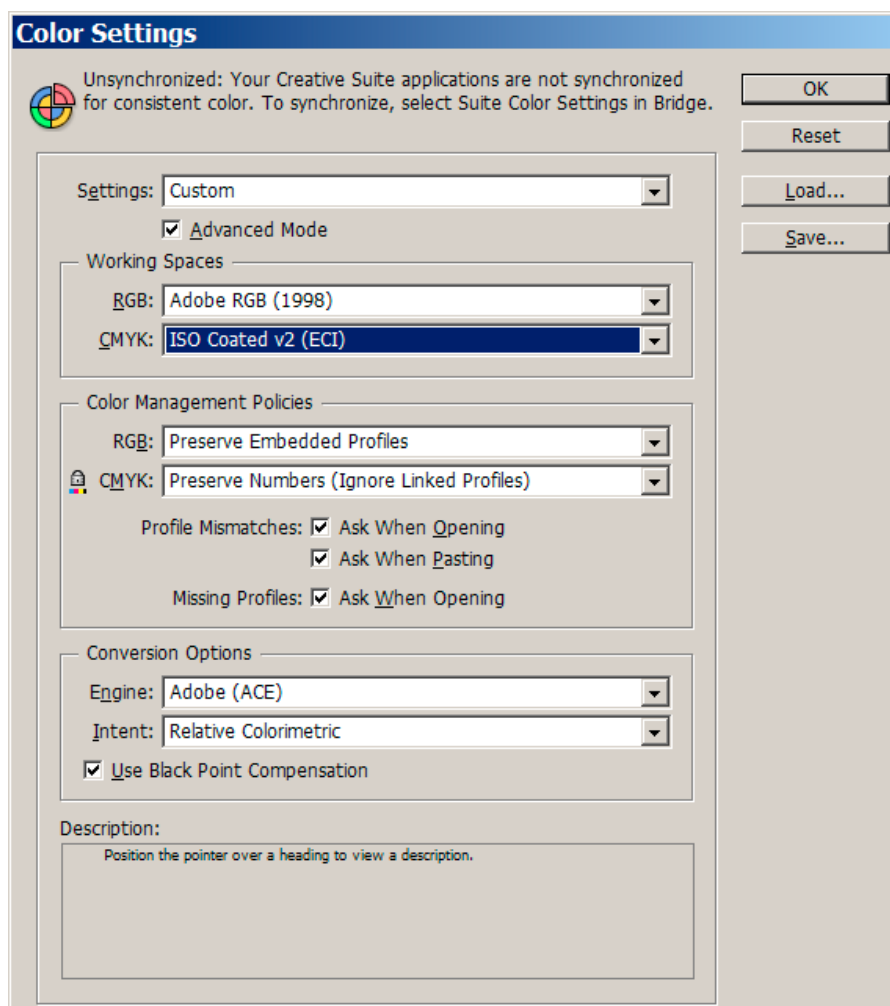 Color Settings
Unsynchronized: Your Creative Suite applications are not synchronized
for consistent color. To synchronize, select Suite Color Settings in Bridge.
OK
Reset
Load...
Save...
Settings: Custom
Advanced Mode
Working Spaces
RGB: Adobe RGB (1998)
CMYK: ISO Coated v2 (ECI)
Color Management Policies
RGB: Preserve Embedded Profiles
CMYK: Preserve Numbers (Ignore Linked Profiles)
Profile Mismatches: Ask When Opening
Ask When Pasting
Missing Profiles: Ask When Opening
Conversion Options
Engine: Adobe (ACE)
Intent: Relative Colorimetric
Use Black Point Compensation
Description:
Position the pointer over a heading to view a description.